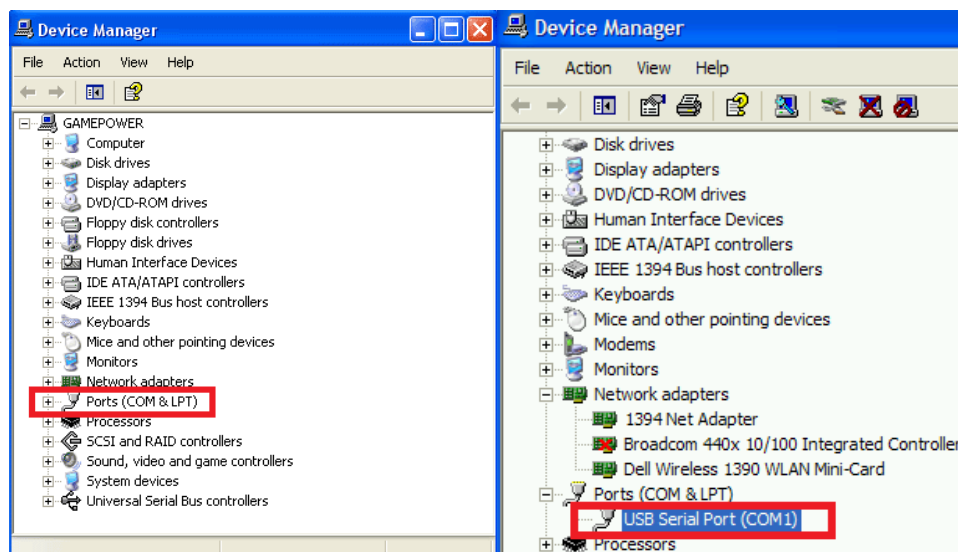 Device Manager
File Action View Help
GAMEPOWER
Computer
Disk drives
Display adapters
DVD/CD-ROM drives
Floppy disk controllers
Floppy disk drives
Human Interface Devices
IDE ATA/ATAPI controllers
IEEE 1394 Bus host controllers
Keyboards
Mice and other pointing devices
Monitors
Network adapters
Ports (COM & LPT)
Processors
SCSI and RAID controllers
Sound, video and game controllers
System devices
Universal Serial Bus controllers
Device Manager
File Action View Help
Disk drives
Display adapters
DVD/CD-ROM drives
Human Interface Devices
IDE ATA/ATAPI controllers
IEEE 1394 Bus host controllers
Keyboards
Mice and other pointing devices
Modems
Monitors
Network adapters
1394 Net Adapter
Broadcom 440x 10/100 Integrated Controller
Dell Wireless 1390 WLAN Mini-Card
Ports (COM & LPT)
USB Serial Port (COM1)
Processors